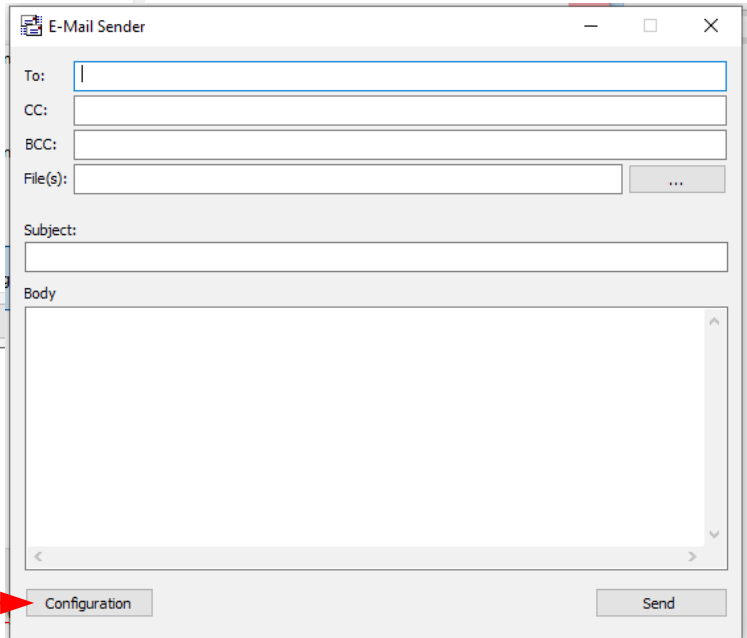 E-Mail Sender
To:
CC:
BCC:
File(s):
...
Subject:
Body
Configuration
Send